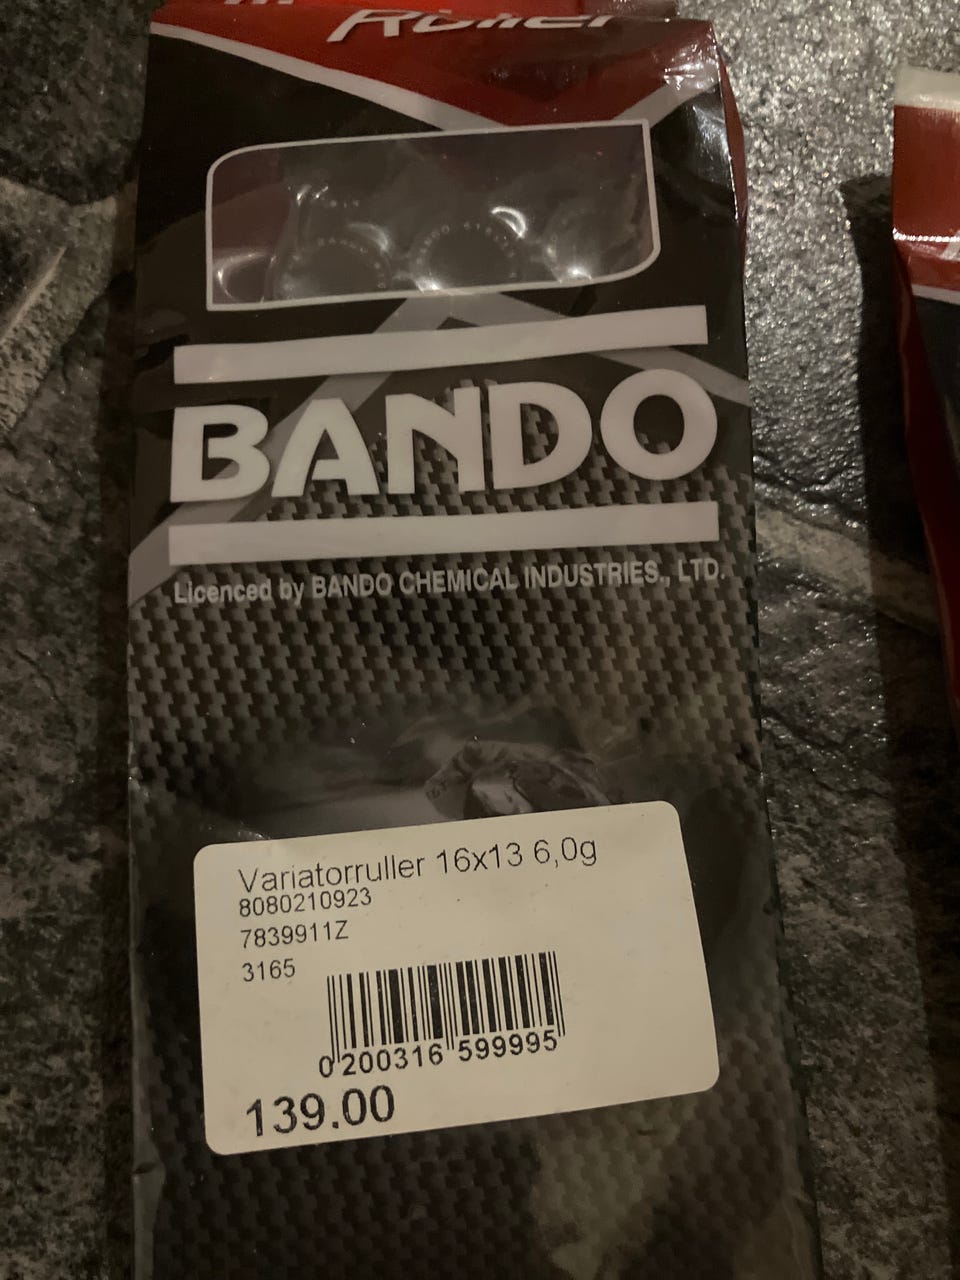 Roller
BANDO
Licenced by BANDO CHEMICAL INDUSTRIES., LTD.
Variatorruller 16x13 6,0g
8080210923
7839911Z
3165
0 200316 599995
139.00